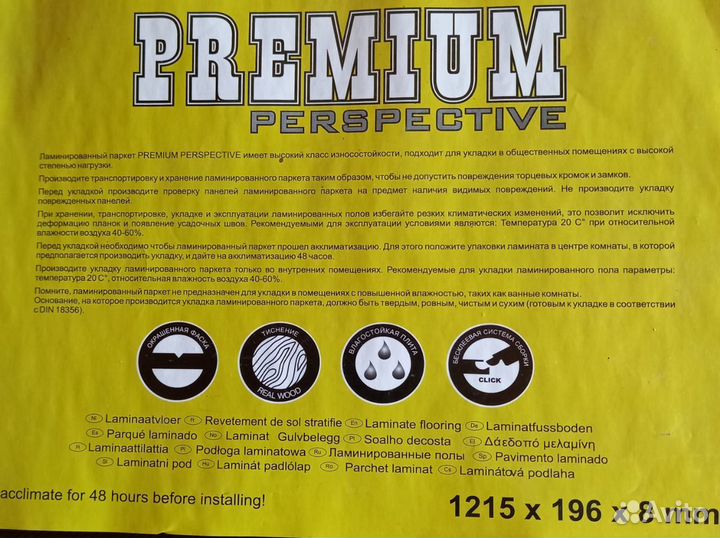 PREMIUM
PERSPECTIVE
Ламинированный паркет PREMIUM PERSPECTIVE имеет высокий класс износостойкости, подходит для укладки в общественных помещениях с высокой
степенью нагрузки.
Производите транспортировку и хранение ламинированного паркета таким образом, чтобы не допустить повреждения торцевых кромок и замков.
Перед укладкой производите проверку панелей ламинированного паркета на предмет наличия видимых повреждений. Не производите укладку
поврежденных панелей.
При хранении, транспортировке, укладке и эксплуатации ламинированных полов избегайте резких климатических изменений, это позволит исключить
деформацию планок и появление усадочных швов. Рекомендуемыми для эксплуатации условиями являются: Температура 20 С° при относительной
влажности воздуха 40-60%.
Перед укладкой необходимо чтобы ламинированный паркет прошел акклиматизацию. Для этого положите упаковки ламината в центре комнаты, в которой
предполагается производить укладку, и дайте на акклиматизацию 48 часов.
Производите укладку ламинированного паркета только во внутренних помещениях. Рекомендуемые для укладки ламинированного пола параметры:
температура 20 С°, относительная влажность воздуха 40-60%.
Помните, ламинированный паркет не предназначен для укладки в помещениях с повышенной влажностью, таких как ванные комнаты.
Основание, на которое производится укладка ламинированного паркета, должно быть твердым, ровным, чистым и сухим (готовым к укладке в соответствии
с DIN 18356).
ОКРАШЕННАЯ ФАСКА
ТИСНЕНИЕ
REAL WOOD
ВЛАГОСТОЙКАЯ ПЛИТА
БЕСКЛЕЕВАЯ СИСТЕМА СБОРКИ
CLICK
Nl Laminaatvloer Fr Revetement de sol stratifie En Laminate flooring De Laminatfussboden
Es Parqué laminado No Laminat Gulvbelegg Pt Soalho decosta El Δάεδοπό μελαμίνη
Fi Laminaattilattia Pl Podłoga laminatowa Ru Ламинированные полы Sp Pavimento laminado
Sl Laminatni pod Hu Laminát padlólap Ro Parchet laminat Cs Laminátová podlaha
acclimate for 48 hours before installing!
1215 x 196 x 8 mm
Avito